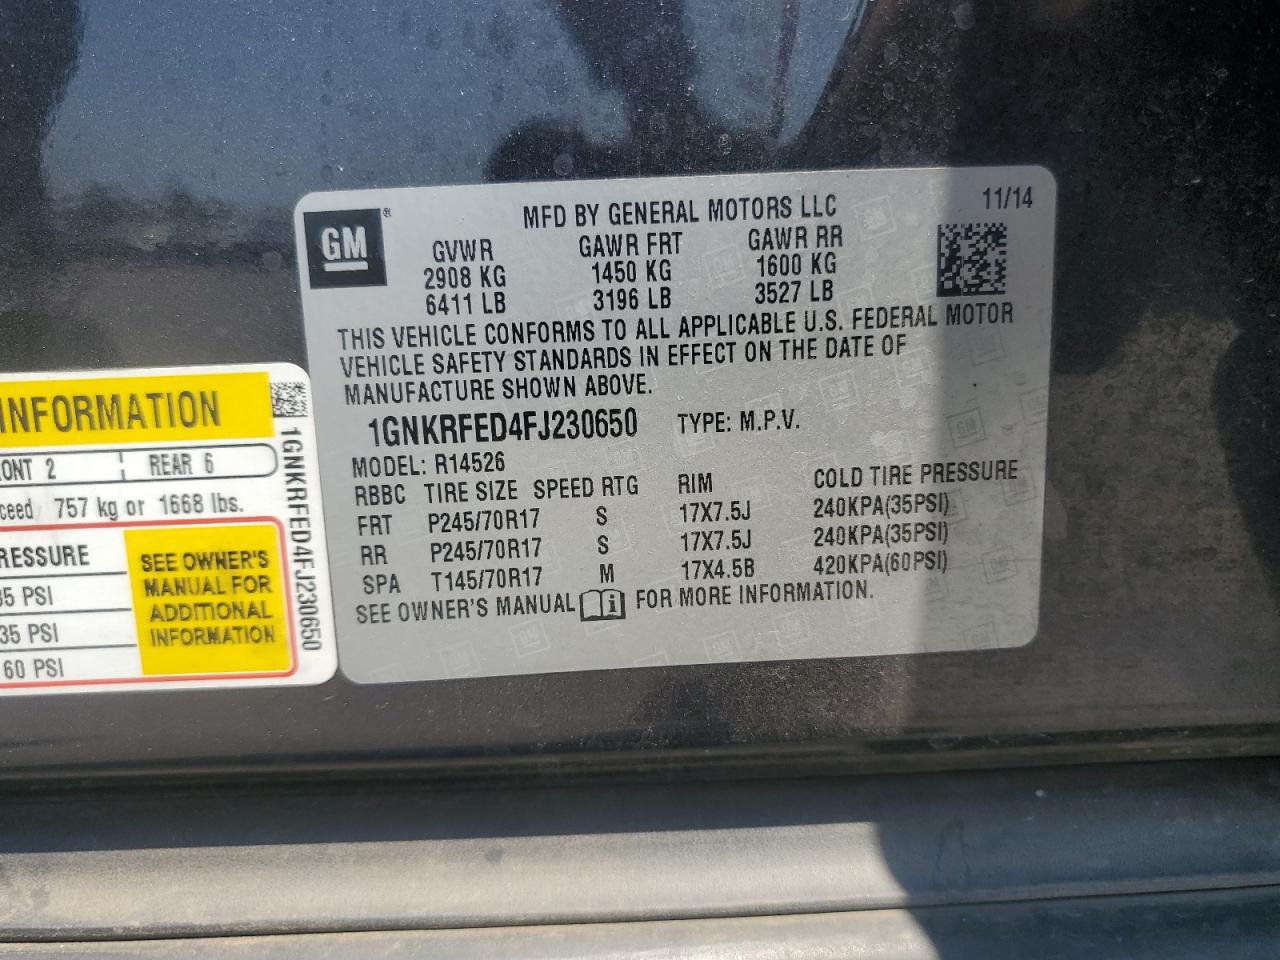 GM ®
MFD BY GENERAL MOTORS LLC
11/14
GVWR GAWR FRT GAWR RR
2908 KG 1450 KG 1600 KG
6411 LB 3196 LB 3527 LB
THIS VEHICLE CONFORMS TO ALL APPLICABLE U.S. FEDERAL MOTOR
VEHICLE SAFETY STANDARDS IN EFFECT ON THE DATE OF
MANUFACTURE SHOWN ABOVE.
1GNKRFED4FJ230650 TYPE: M.P.V.
MODEL: R14526
RBBC TIRE SIZE SPEED RTG RIM COLD TIRE PRESSURE
FRT P245/70R17 S 17X7.5J 240KPA(35PSI)
RR P245/70R17 S 17X7.5J 240KPA(35PSI)
SPA T145/70R17 M 17X4.5B 420KPA(60PSI)
SEE OWNER'S MANUAL i FOR MORE INFORMATION.
INFORMATION
ONT 2 REAR 6
ceed 757 kg or 1668 lbs.
RESSURE
35 PSI
35 PSI
60 PSI
SEE OWNER'S
MANUAL FOR
ADDITIONAL
INFORMATION
1GNKRFED4FJ230650